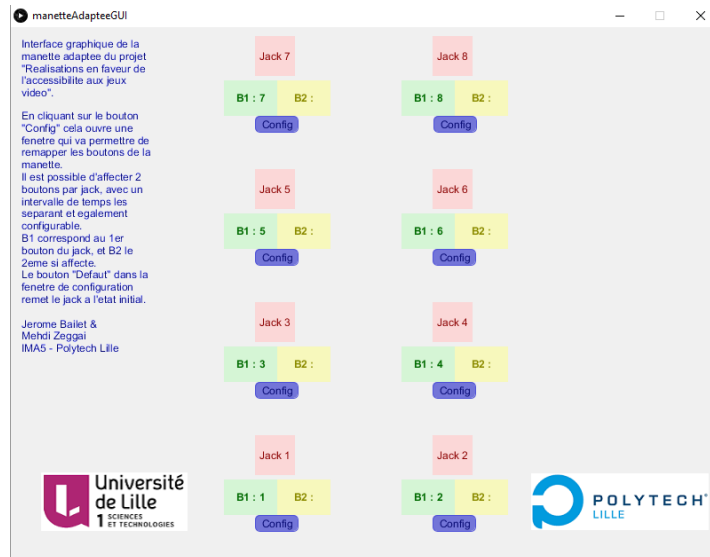 manetteAdapteeGUI
Interface graphique de la
manette adaptee du projet
"Realisations en faveur de
l'accessibilite aux jeux
video".
En cliquant sur le bouton
"Config" cela ouvre une
fenetre qui va permettre de
remapper les boutons de la
manette.
Il est possible d'affecter 2
boutons par jack, avec un
intervalle de temps les
separant et egalement
configurable.
B1 correspond au 1er
bouton du jack, et B2 le
2eme si affecte.
Le bouton "Defaut" dans la
fenetre de configuration
remet le jack a l'etat initial.
Jerome Bailet &
Mehdi Zeggai
IMA5 - Polytech Lille
Jack 7
Jack 8
B1 : 7 B2 :
B1 : 8 B2 :
Config
Config
Jack 5
Jack 6
B1 : 5 B2 :
B1 : 6 B2 :
Config
Config
Jack 3
Jack 4
B1 : 3 B2 :
B1 : 4 B2 :
Config
Config
Jack 1
Jack 2
B1 : 1 B2 :
B1 : 2 B2 :
Config
Config
Université
de Lille
1 SCIENCES
ET TECHNOLOGIES
POLYTECH®
LILLE